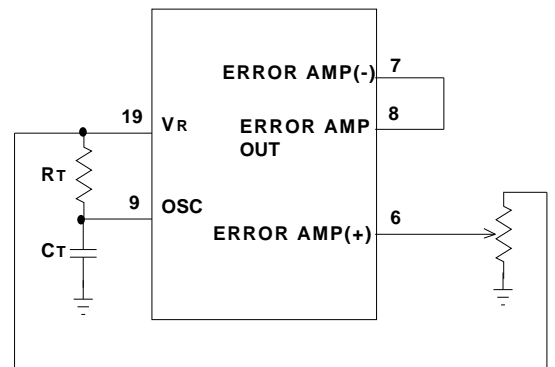 7
ERROR AMP(-)
19
VR
ERROR AMP
OUT
8
RT
9
OSC
ERROR AMP(+)
6
CT